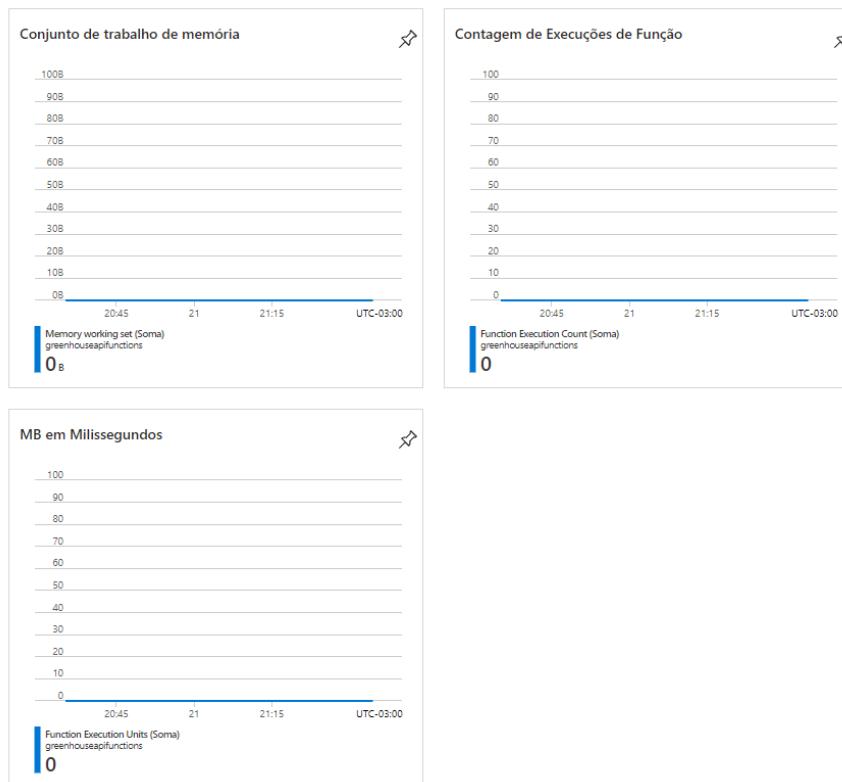 Conjunto de trabalho de memória
100B
90B
80B
70B
60B
50B
40B
30B
20B
10B
0B
20:45 21 21:15 UTC-03:00
Memory working set (Soma)
greenhouseapifunctions
0 B
Contagem de Execuções de Função
100
90
80
70
60
50
40
30
20
10
0
20:45 21 21:15 UTC-03:00
Function Execution Count (Soma)
greenhouseapifunctions
0
MB em Milissegundos
100
90
80
70
60
50
40
30
20
10
0
20:45 21 21:15 UTC-03:00
Function Execution Units (Soma)
greenhouseapifunctions
0